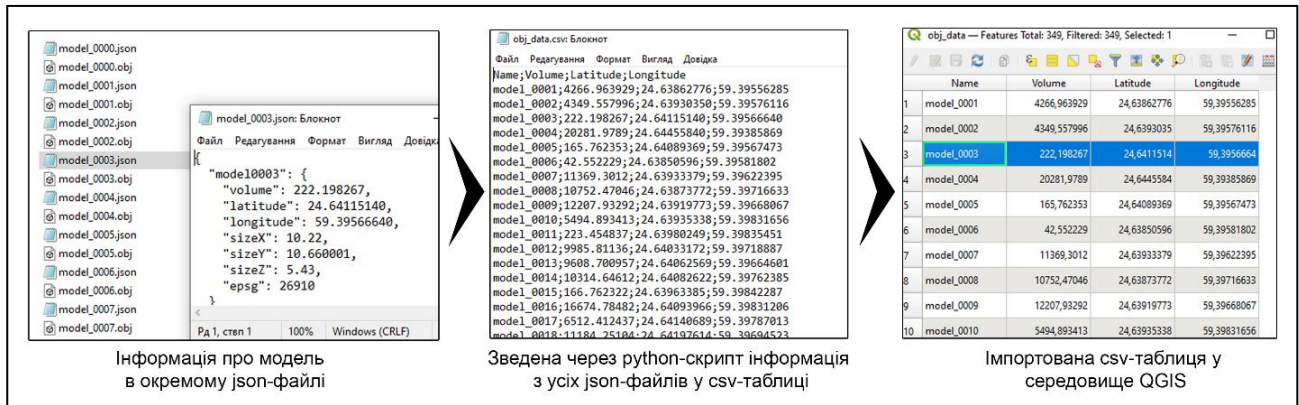 model_0000.json
model_0000.obj
model_0001.json
model_0001.obj
model_0002.json
model_0002.obj
model_0003.json
model_0003.obj
model_0004.json
model_0004.obj
model_0005.json
model_0005.obj
model_0006.json
model_0006.obj
model_0007.json
model_0007.obj
model_0003.json: Блокнот
Файл Редагування Формат Вигляд Довідка
{
"model0003": {
"volume": 222.198267,
"latitude": 24.64115140,
"longitude": 59.39566640,
"sizeX": 10.22,
"sizeY": 10.660001,
"sizeZ": 5.43,
"epsg": 26910
}
Рд 1, ствп 1 100% Windows (CRLF)
Інформація про модель
в окремому json-файлі
obj_data.csv: Блокнот
Файл Редагування Формат Вигляд Довідка
Name;Volume;Latitude;Longitude
model_0001;4266.963929;24.63862776;59.39556285
model_0002;4349.557996;24.63930350;59.39576116
model_0003;222.198267;24.64115140;59.39566640
model_0004;20281.9789;24.64455840;59.39385869
model_0005;165.762353;24.64089369;59.39567473
model_0006;42.552229;24.63850596;59.39581802
model_0007;11369.3012;24.63933379;59.39622395
model_0008;10752.47046;24.63873772;59.39716633
model_0009;12207.93292;24.63919773;59.39668067
model_0010;5494.893413;24.63935338;59.39831656
model_0011;223.454837;24.63980249;59.39835451
model_0012;9985.81136;24.64033172;59.39718887
model_0013;9608.700957;24.64062569;59.39664601
model_0014;10314.64612;24.64082622;59.39762385
model_0015;166.762322;24.63963385;59.39842287
model_0016;16674.78482;24.64093966;59.39831206
model_0017;6512.412437;24.64140689;59.39787013
model_0018;11184.25104;24.64197614;59.39694523
Зведена через python-скрипт інформація
з усіх json-файлів у csv-таблиці
obj_data — Features Total: 349, Filtered: 349, Selected: 1
Name Volume Latitude Longitude
1 model_0001 4266,963929 24,63862776 59,39556285
2 model_0002 4349,557996 24,6393035 59,39576116
3 model_0003 222,198267 24,6411514 59,3956664
4 model_0004 20281,9789 24,6445584 59,39385869
5 model_0005 165,762353 24,64089369 59,39567473
6 model_0006 42,552229 24,63850596 59,39581802
7 model_0007 11369,3012 24,63933379 59,39622395
8 model_0008 10752,47046 24,63873772 59,39716633
9 model_0009 12207,93292 24,63919773 59,39668067
10 model_0010 5494,893413 24,63935338 59,39831656
Імпортована csv-таблиця у
середовище QGIS